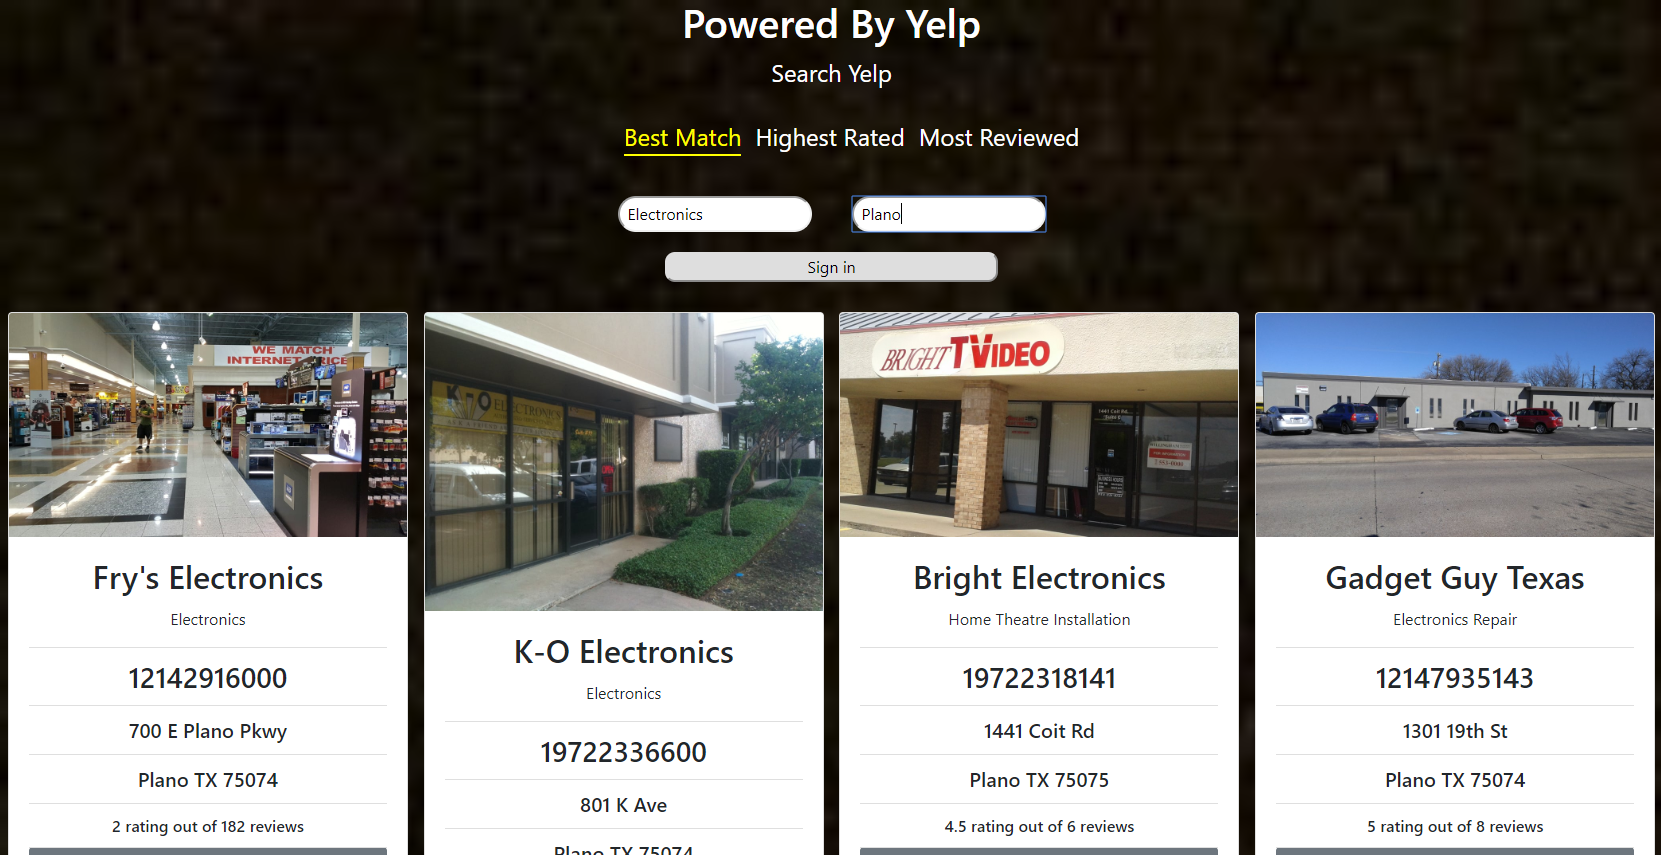 Powered By Yelp
Search Yelp
Best Match Highest Rated Most Reviewed
Electronics Plano
Sign in
WE MATCH
INTERNET PRICE
Fry's Electronics
Electronics
12142916000
700 E Plano Pkwy
Plano TX 75074
2 rating out of 182 reviews
K-O ELECTRONICS
K-O Electronics
Electronics
19722336600
801 K Ave
Plano TX 75074
BRIGHT TVIDEO
1441 Coit Rd.
Bright Electronics
Home Theatre Installation
19722318141
1441 Coit Rd
Plano TX 75075
4.5 rating out of 6 reviews
Gadget Guy Texas
Electronics Repair
12147935143
1301 19th St
Plano TX 75074
5 rating out of 8 reviews